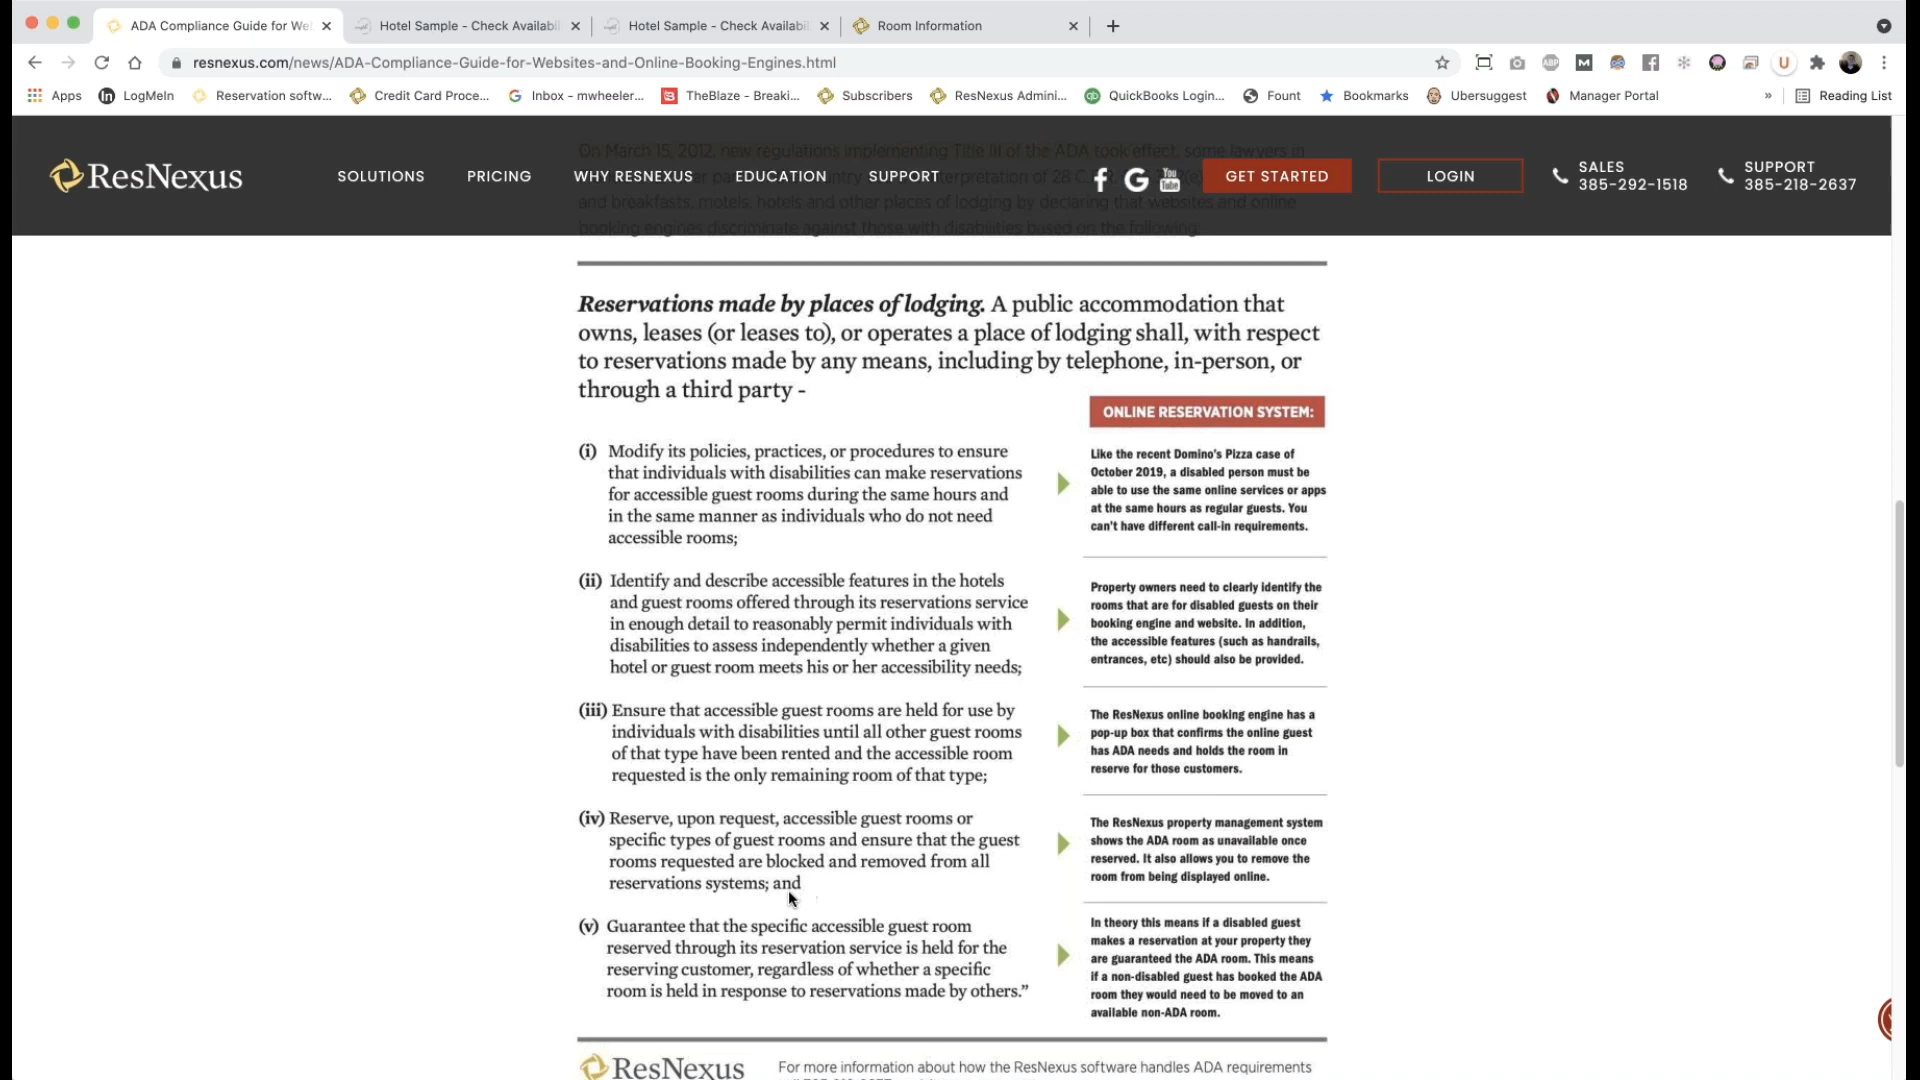 ADA Compliance Guide for We
Hotel Sample - Check Availabi
Hotel Sample - Check Availabi
Room Information
resnexus.com/news/ADA-Compliance-Guide-for-Websites-and-Online-Booking-Engines.html
Apps
LogMeIn
Reservation softw...
Credit Card Proce...
Inbox - mwheeler...
TheBlaze - Breaki...
Subscribers
ResNexus Admini...
QuickBooks Login...
Fount
Bookmarks
Ubersuggest
Manager Portal
»
Reading List
On March 15, 2012, new regulations implementing Title III of the ADA took effect, some lawyers in
ResNexus
SOLUTIONS
PRICING
WHY RESNEXUS
EDUCATION
SUPPORT
GET STARTED
LOGIN
SALES
385-292-1518
SUPPORT
385-218-2637
and breakfasts, motels, hotels and other places of lodging by declaring that websites and online
booking engines discriminate against those with disabilities based on the following:
Reservations made by places of lodging. A public accommodation that
owns, leases (or leases to), or operates a place of lodging shall, with respect
to reservations made by any means, including by telephone, in-person, or
through a third party -
ONLINE RESERVATION SYSTEM:
(i) Modify its policies, practices, or procedures to ensure
that individuals with disabilities can make reservations
for accessible guest rooms during the same hours and
in the same manner as individuals who do not need
accessible rooms;
Like the recent Domino's Pizza case of
October 2019, a disabled person must be
able to use the same online services or apps
at the same hours as regular guests. You
can't have different call-in requirements.
(ii) Identify and describe accessible features in the hotels
and guest rooms offered through its reservations service
in enough detail to reasonably permit individuals with
disabilities to assess independently whether a given
hotel or guest room meets his or her accessibility needs;
Property owners need to clearly identify the
rooms that are for disabled guests on their
booking engine and website. In addition,
the accessible features (such as handrails,
entrances, etc) should also be provided.
(iii) Ensure that accessible guest rooms are held for use by
individuals with disabilities until all other guest rooms
of that type have been rented and the accessible room
requested is the only remaining room of that type;
The ResNexus online booking engine has a
pop-up box that confirms the online guest
has ADA needs and holds the room in
reserve for those customers.
(iv) Reserve, upon request, accessible guest rooms or
specific types of guest rooms and ensure that the guest
rooms requested are blocked and removed from all
reservations systems; and
The ResNexus property management system
shows the ADA room as unavailable once
reserved. It also allows you to remove the
room from being displayed online.
(v) Guarantee that the specific accessible guest room
reserved through its reservation service is held for the
reserving customer, regardless of whether a specific
room is held in response to reservations made by others.”
In theory this means if a disabled guest
makes a reservation at your property they
are guaranteed the ADA room. This means
if a non-disabled guest has booked the ADA
room they would need to be moved to an
available non-ADA room.
ResNexus
For more information about how the ResNexus software handles ADA requirements